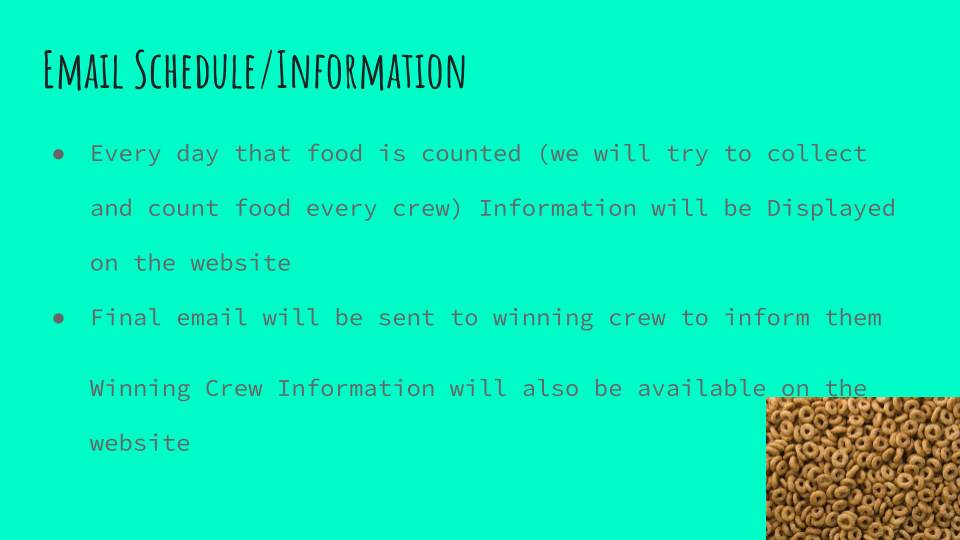 Email Schedule/Information
● Every day that food is counted (we will try to collect
and count food every crew) Information will be Displayed
on the website
● Final email will be sent to winning crew to inform them
Winning Crew Information will also be available on the
website